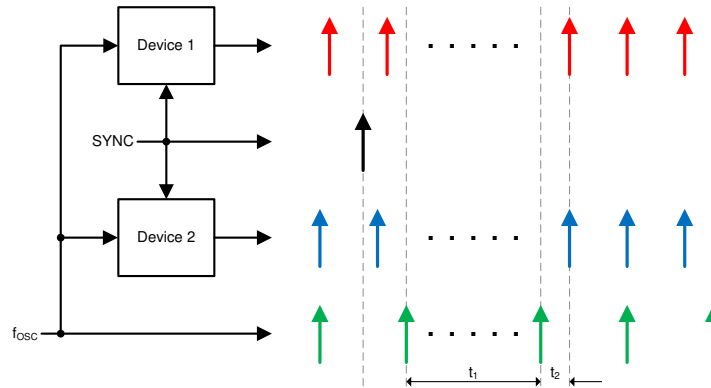 Device 1
SYNC
Device 2
fOSC
t1
t2